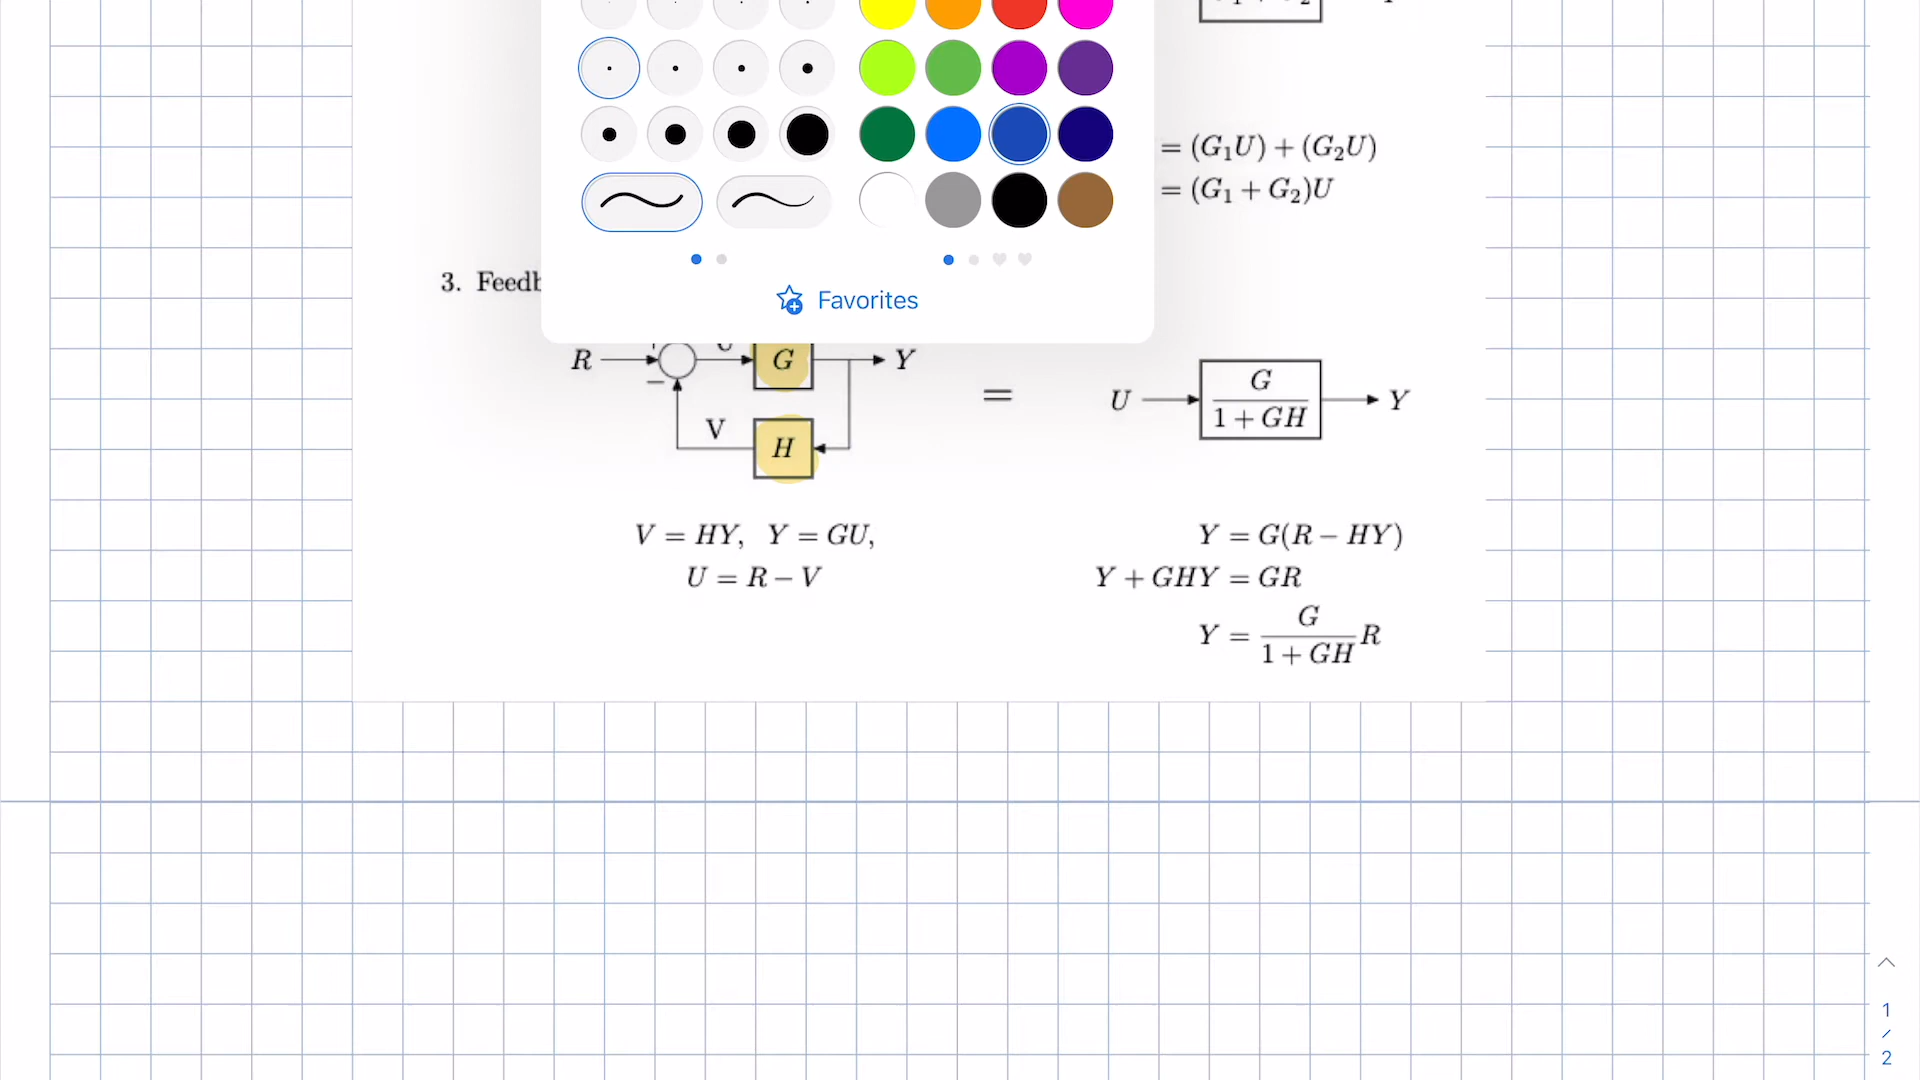 = (G₁U) + (G₂U)
= (G₁ + G₂)U
3. Feedb
Favorites
R
G
Y
−
V
H
=
U
G
1 + GH
Y
V = HY, Y = GU,
U = R − V
Y = G(R − HY)
Y + GHY = GR
Y = G / 1 + GH R
1
/
2